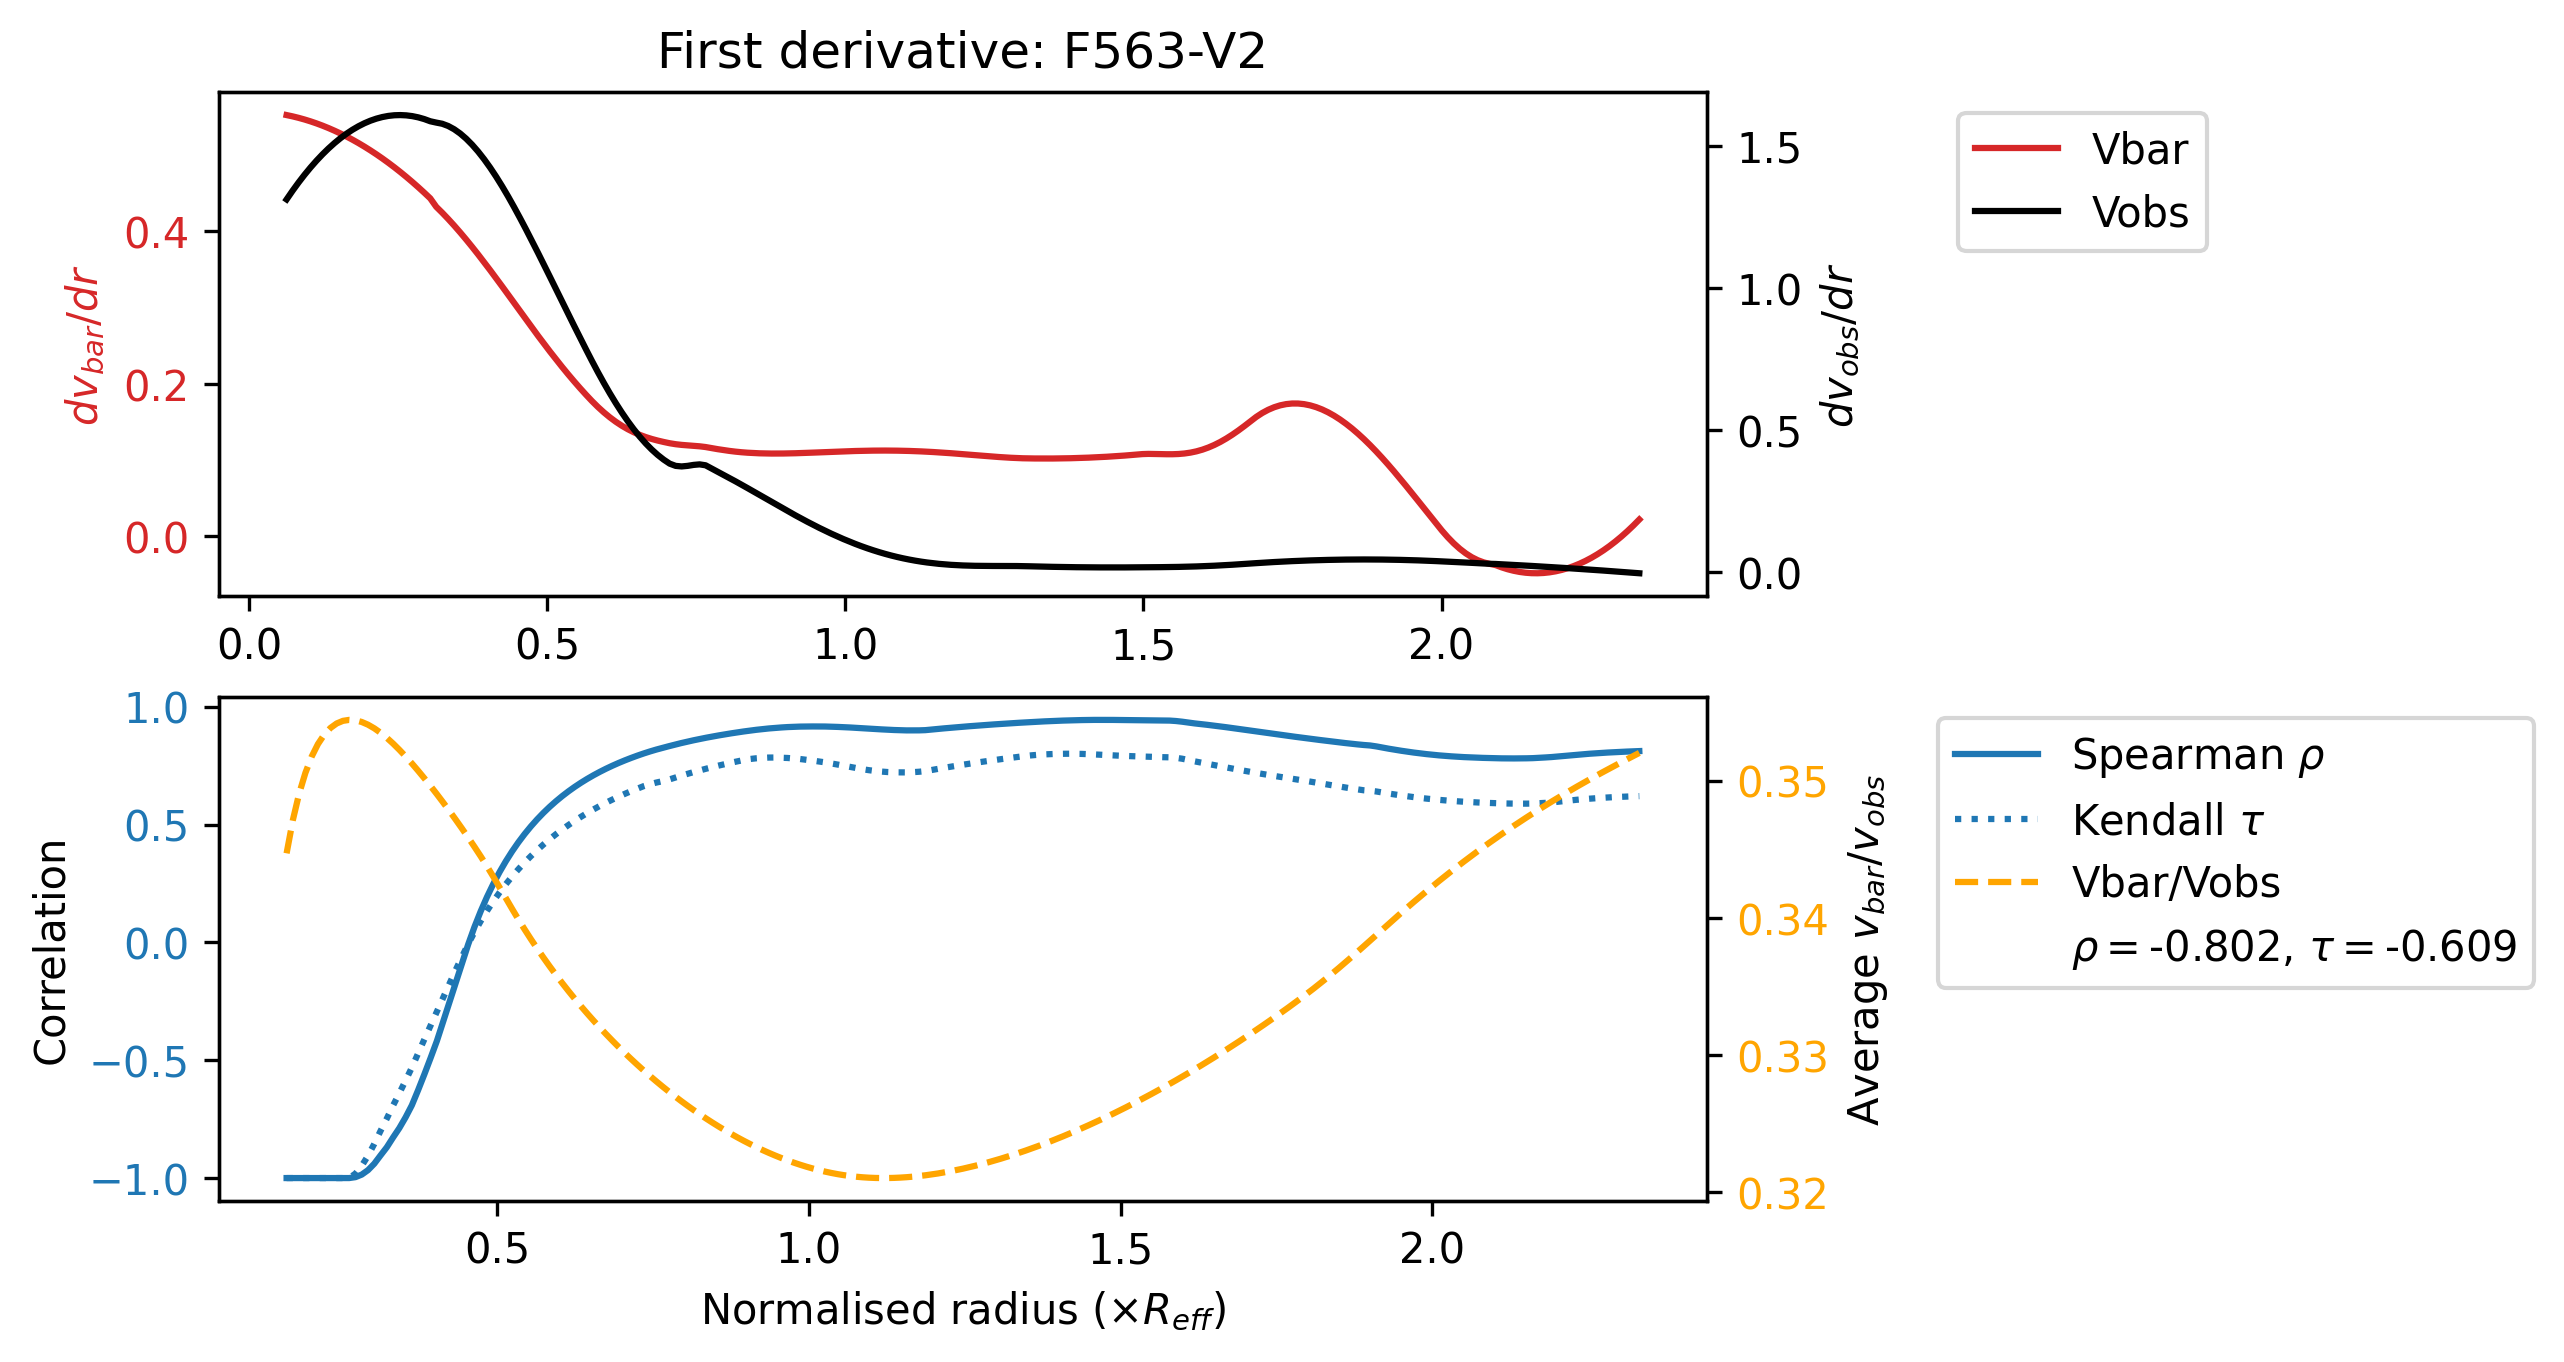 First derivative: F563-V2
dv_bar/dr
0.4
0.2
0.0
1.5
1.0
0.5
0.0
dv_obs/dr
0.0 0.5 1.0 1.5 2.0
Vbar
Vobs
Correlation
1.0
0.5
0.0
−0.5
−1.0
0.35
0.34
0.33
0.32
Average v_bar/v_obs
0.5 1.0 1.5 2.0
Normalised radius (×R_eff)
Spearman ρ
Kendall τ
Vbar/Vobs
ρ = -0.802, τ = -0.609